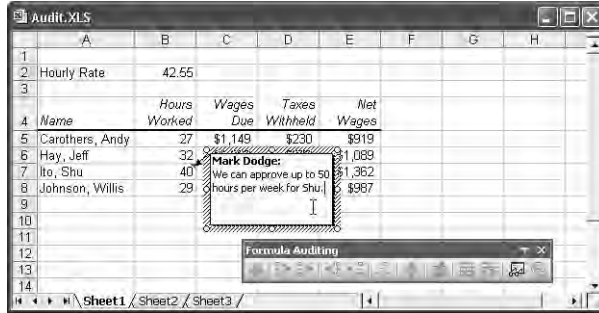 Audit.XLS
A B C D E F G H
1
2 Hourly Rate 42.55
3
Hours Wages Taxes Net
4 Name Worked Due Withheld Wages
5 Carothers, Andy 27 $1,149 $230 $919
6 Hay, Jeff 32 $1,089
Mark Dodge:
7 Ito, Shu 40 $1,362
We can approve up to 50
8 Johnson, Willis 29 $987
hours per week for Shu.
9
10
11
12
Formula Auditing
13
14
Sheet1 / Sheet2 / Sheet3 /